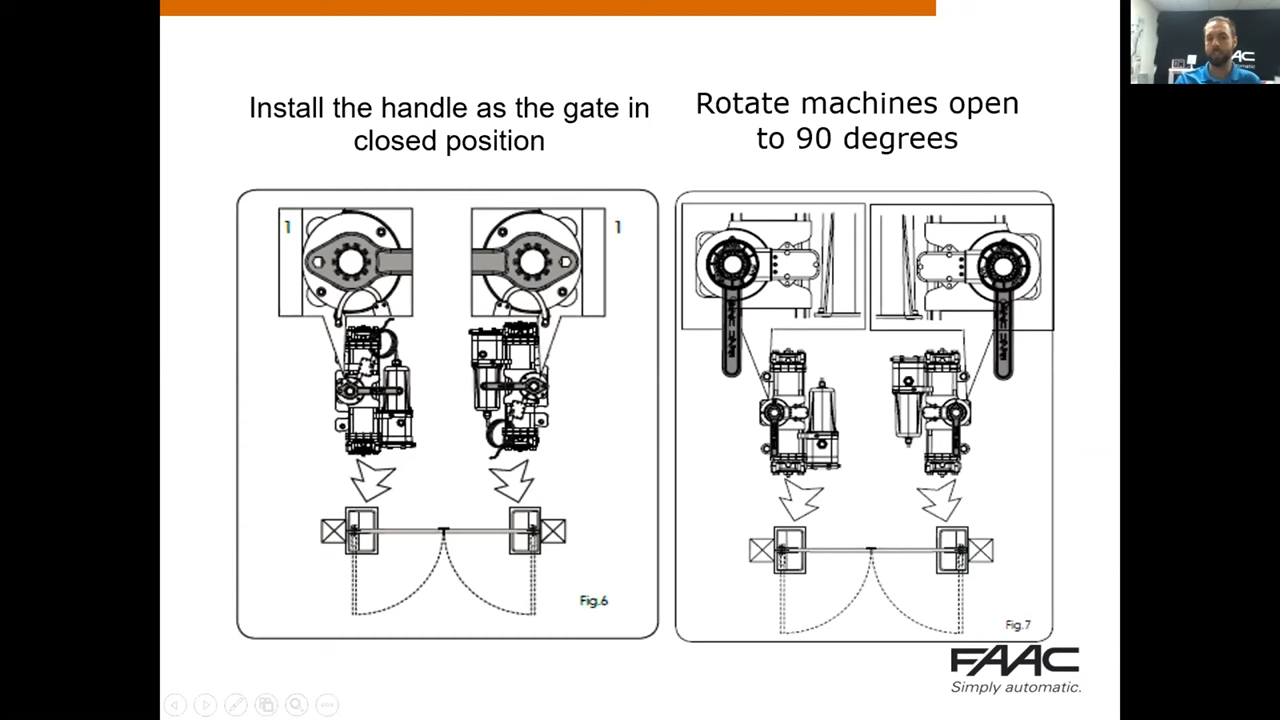 Install the handle as the gate in
closed position
Rotate machines open
to 90 degrees
1
1
Fig.6
Fig.7
FAAC
Simply automatic.